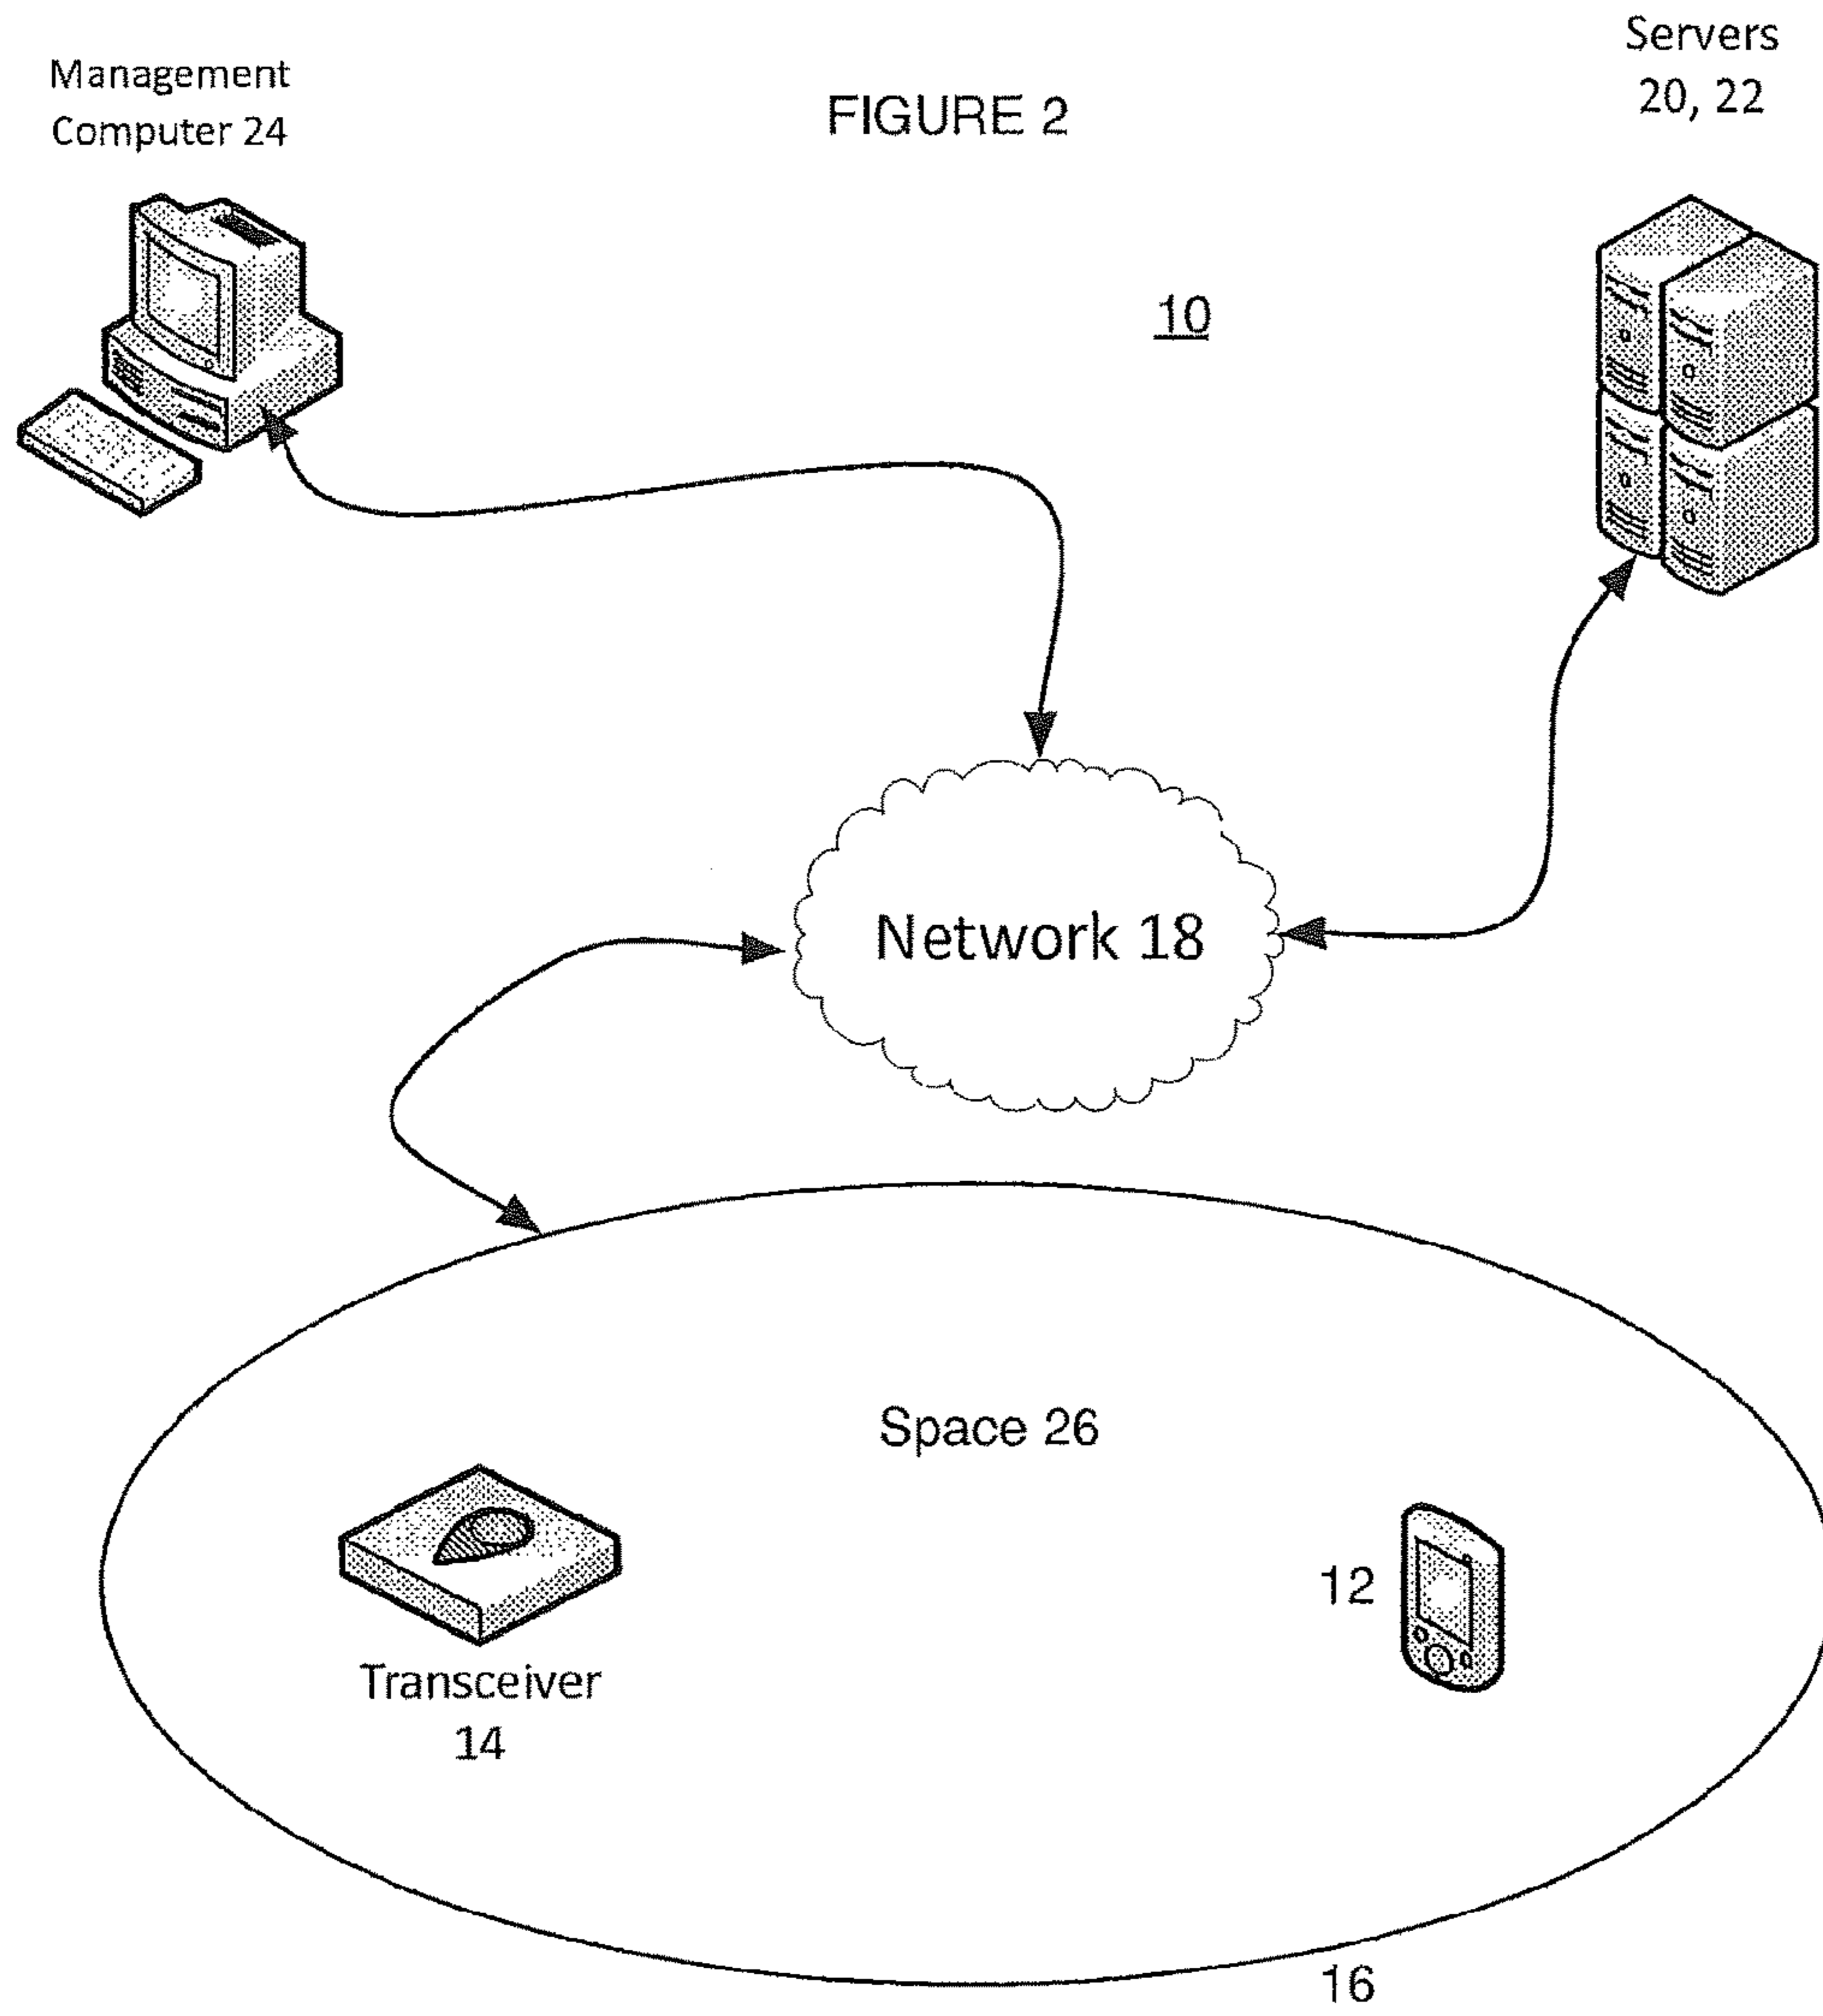 Management
Computer 24
FIGURE 2
Servers
20, 22
10
Network 18
Space 26
Transceiver
14
12
16